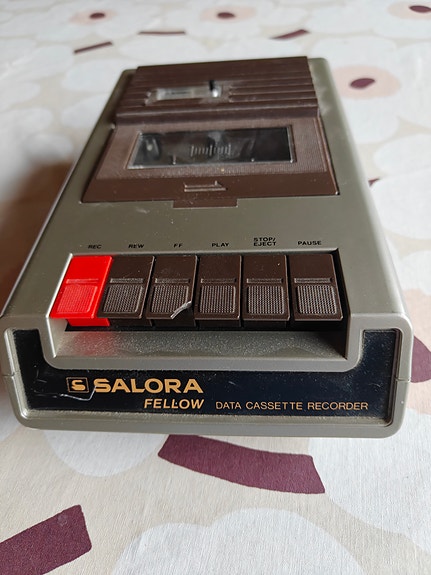 REC REW FF PLAY STOP/ EJECT PAUSE
SALORA
FELLOW DATA CASSETTE RECORDER